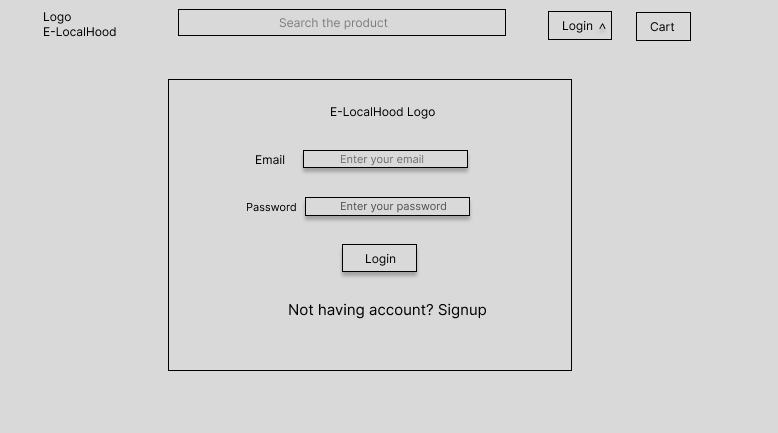 Logo
E-LocalHood
Search the product
Login ^
Cart
E-LocalHood Logo
Email
Enter your email
Password
Enter your password
Login
Not having account? Signup